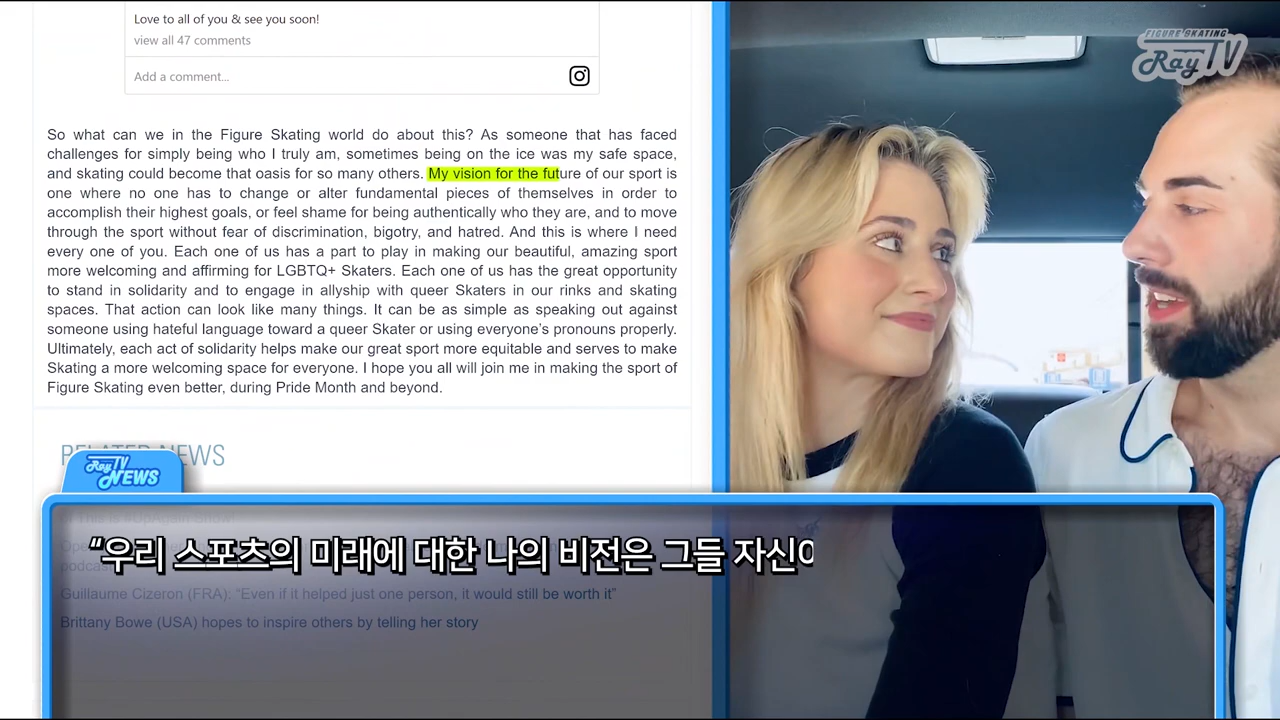 Love to all of you & see you soon!
view all 47 comments
Add a comment...
FIGURE SKATING
RayTV
So what can we in the Figure Skating world do about this? As someone that has faced
challenges for simply being who I truly am, sometimes being on the ice was my safe space,
and skating could become that oasis for so many others. My vision for the future of our sport is
one where no one has to change or alter fundamental pieces of themselves in order to
accomplish their highest goals, or feel shame for being authentically who they are, and to move
through the sport without fear of discrimination, bigotry, and hatred. And this is where I need
every one of you. Each one of us has a part to play in making our beautiful, amazing sport
more welcoming and affirming for LGBTQ+ Skaters. Each one of us has the great opportunity
to stand in solidarity and to engage in allyship with queer Skaters in our rinks and skating
spaces. That action can look like many things. It can be as simple as speaking out against
someone using hateful language toward a queer Skater or using everyone's pronouns properly.
Ultimately, each act of solidarity helps make our great sport more equitable and serves to make
Skating a more welcoming space for everyone. I hope you all will join me in making the sport of
Figure Skating even better, during Pride Month and beyond.
RELATED NEWS
RayTV NEWS
“우리 스포츠의 미래에 대한 나의 비전은 그들 자신이
podcast
Guillaume Cizeron (FRA): “Even if it helped just one person, it would still be worth it”
Brittany Bowe (USA) hopes to inspire others by telling her story